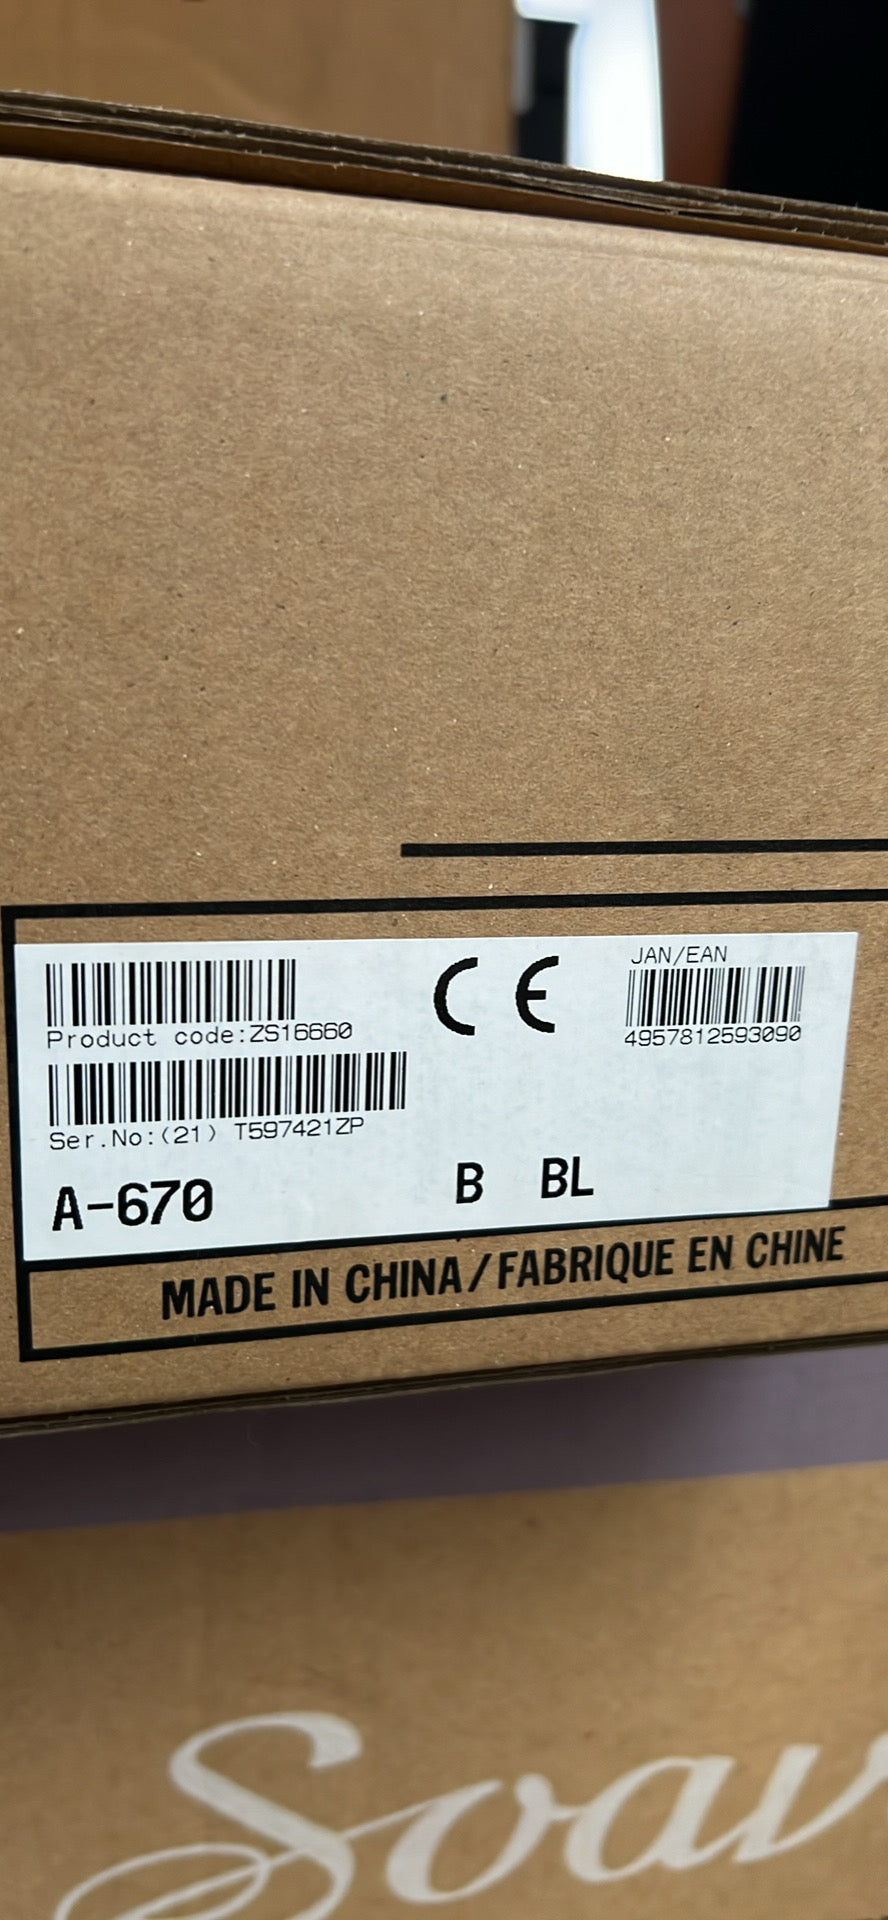 JAN/EAN
Product code:ZS16660
4957812593090
Ser.No:(21) T597421ZP
CE
A-670 B BL
MADE IN CHINA/FABRIQUE EN CHINE
Soav